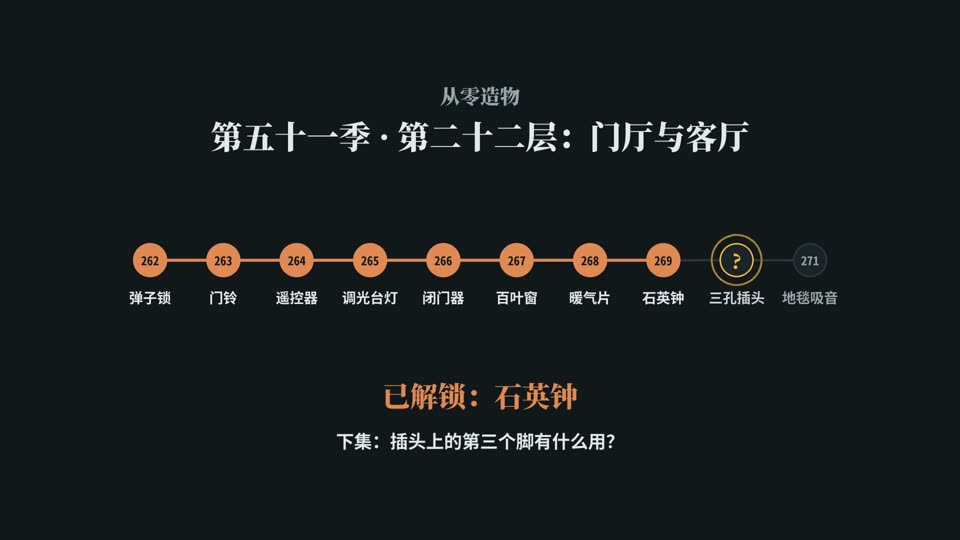 从零造物
第五十一季·第二十二层：门厅与客厅
262 263 264 265 266 267 268 269 ? 271
弹子锁 门铃 遥控器 调光台灯 闭门器 百叶窗 暖气片 石英钟 三孔插头 地毯吸音
已解锁：石英钟
下集：插头上的第三个脚有什么用？